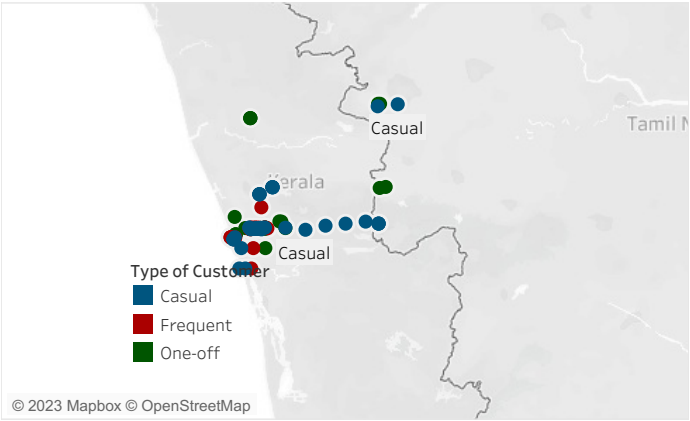 Casual
Tamil N
Kerala
Casual
Type of Customer
Casual
Frequent
One-off
© 2023 Mapbox © OpenStreetMap